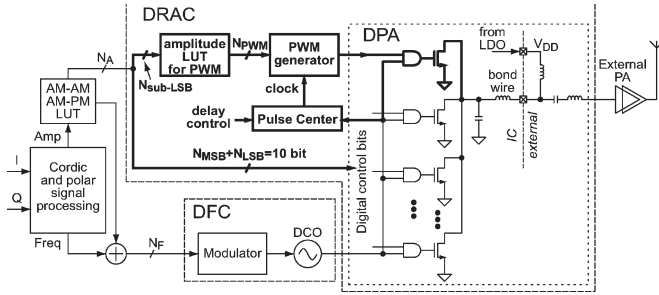 DRAC
DPA
from
LDO
V_DD
External
PA
N_A
amplitude
LUT
for PWM
N_PWM
PWM
generator
N_sub-LSB
bond
wire
AM-AM
AM-PM
LUT
clock
delay
control
Pulse Center
Amp
IC
external
I
Q
Cordic
and polar
signal
processing
N_MSB+N_LSB=10 bit
Digital control bits
DFC
Freq
N_F
Modulator
DCO